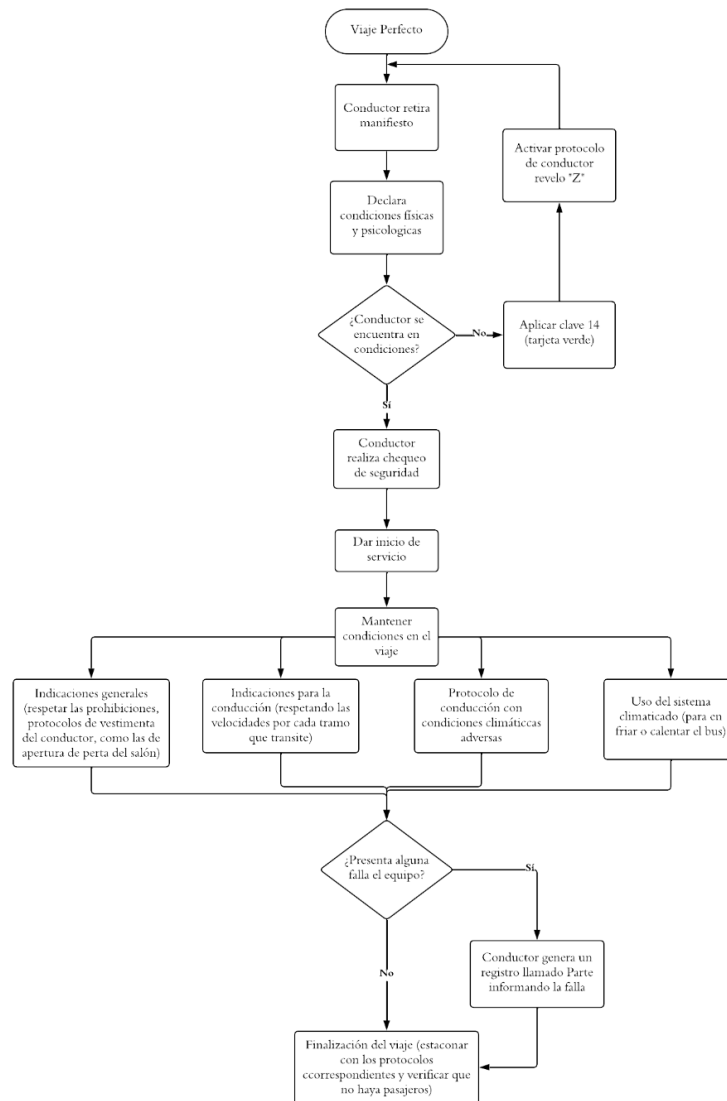 Viaje Perfecto
Conductor retira
manifiesto
Activar protocolo
de conductor
revelo "Z"
Declara
condiciones físicas
y psicologicas
¿Conductor se
encuentra en
condiciones?
No
Aplicar clave 14
(tarjeta verde)
Sí
Conductor
realiza chequeo
de seguridad
Dar inicio de
servicio
Mantener
condiciones en el
viaje
Indicaciones generales
(respetar las prohibiciones,
protocolos de vestimenta
del conductor, como las de
apertura de perta del salón)
Indicaciones para la
conducción (respetando las
velocidades por cada tramo
que transite)
Protocolo de
conducción con
condiciones climáticcas
adversas
Uso del sistema
climaticado (para en
friar o calentar el bus)
¿Presenta alguna
falla el equipo?
Sí
No
Conductor genera un
registro llamado Parte
informando la falla
Finalización del viaje (estaconar
con los protocolos
ccorrespondientes y verificar que
no haya pasajeros)